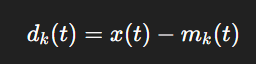 dₖ(t) = x(t) − mₖ(t)